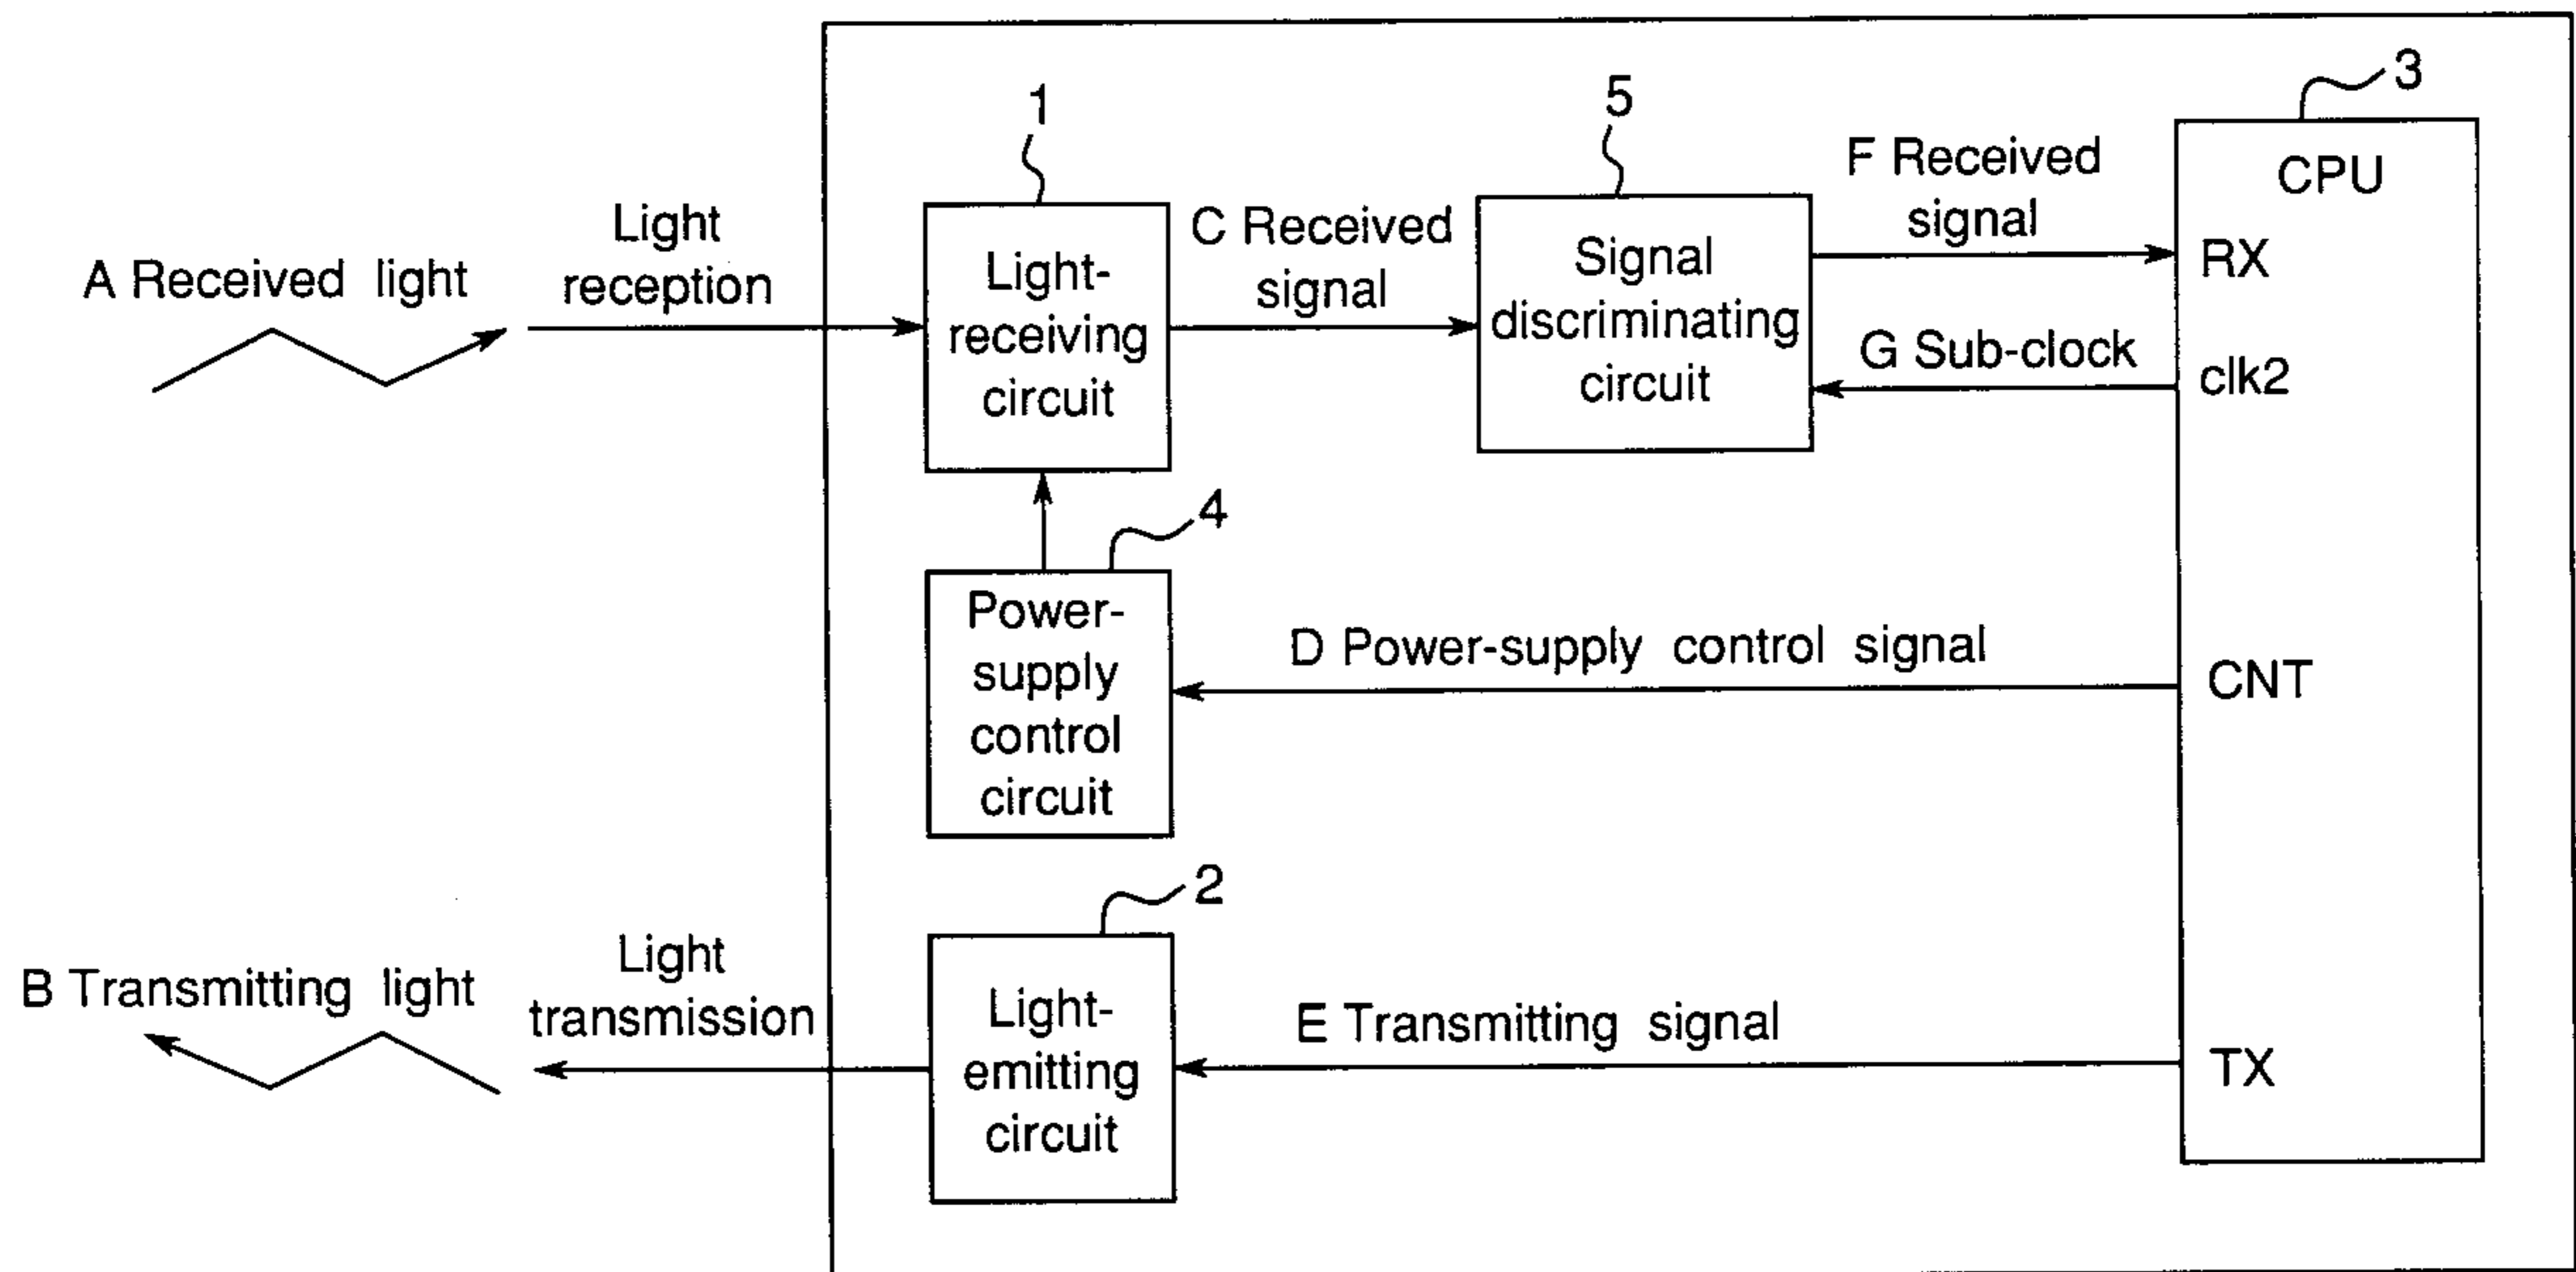 3
1
5
F Received
signal
CPU
Light
reception
C Received
signal
A Received light
Light-
receiving
circuit
Signal
discriminating
circuit
RX
G Sub-clock
clk2
4
Power-
supply
control
circuit
D Power-supply control signal
CNT
2
Light
transmission
B Transmitting light
Light-
emitting
circuit
E Transmitting signal
TX